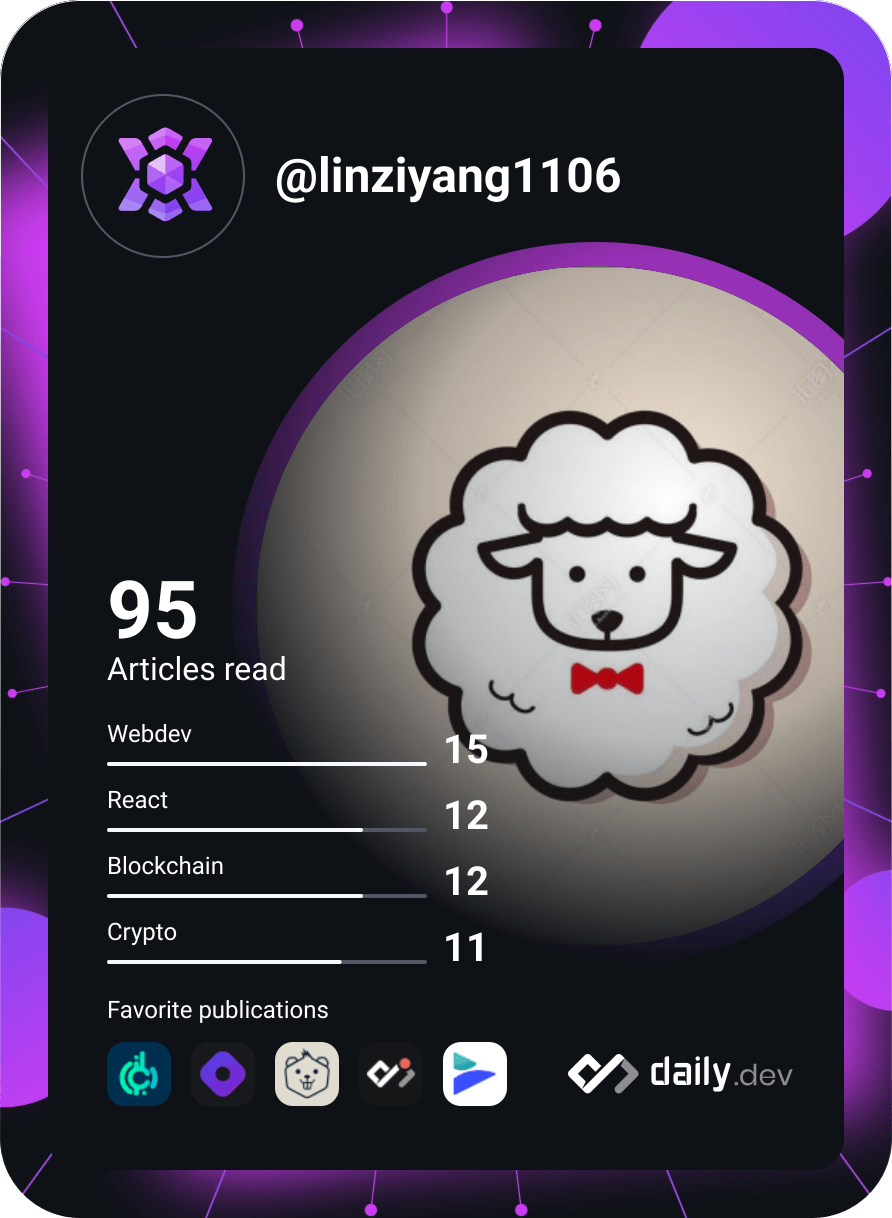 @linziyang1106
95
Articles read
Webdev
15
React
12
Blockchain
12
Crypto
11
Favorite publications
daily.dev